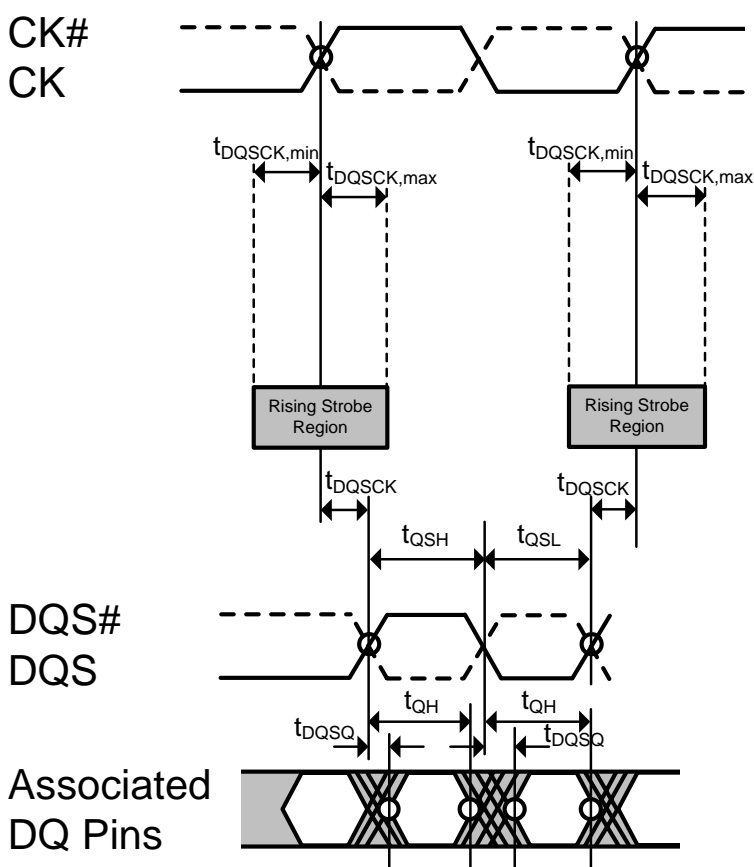 CK#
CK
tDQSCK,min
tDQSCK,max
tDQSCK,min
tDQSCK,max
Rising Strobe
Region
Rising Strobe
Region
tDQSCK
tDQSCK
tQSH
tQSL
DQS#
DQS
tQH
tQH
tDQSQ
tDQSQ
Associated
DQ Pins